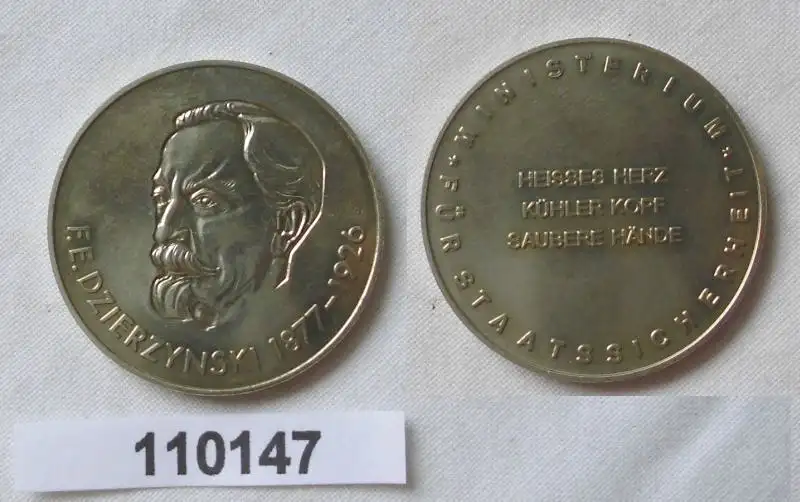 F.E. DZIERZYNSKI 1877–1926
MINISTERIUM
HEISSES HERZ
KÜHLER KOPF
SAUBERE HÄNDE
* FÜR STAATSSICHERHEIT *
110147